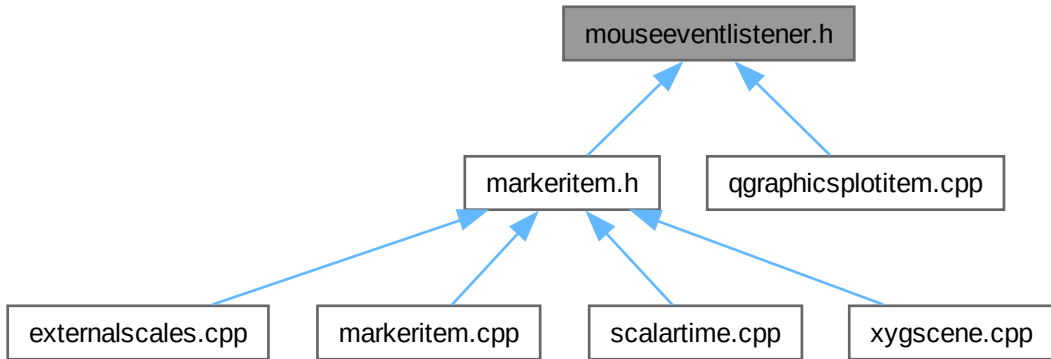 mouseeventlistener.h
markeritem.h
qgraphicsplotitem.cpp
externalscales.cpp
markeritem.cpp
scalartime.cpp
xygscene.cpp